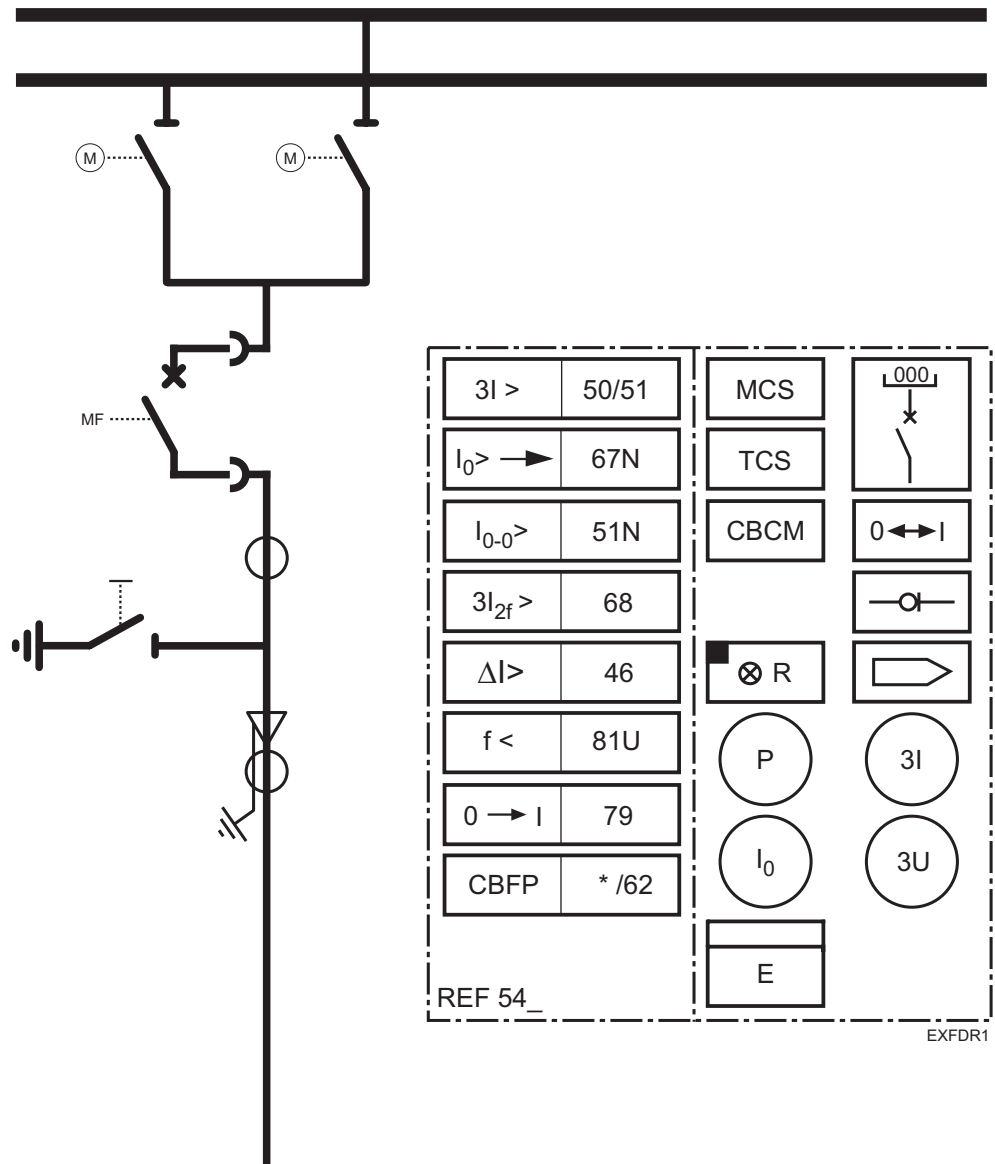 M
M
MF
3I > 50/51
I₀> → 67N
I₀₋₀> 51N
3I₂f > 68
∆I> 46
f < 81U
0 → I 79
CBFP * /62
REF 54_
MCS
000
TCS
CBCM
0↔I
⊗ R
P
3I
I₀
3U
E
EXFDR1